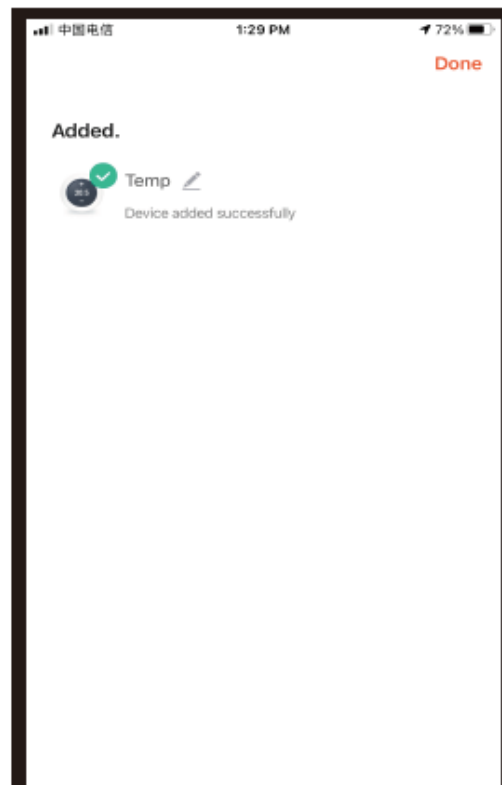 中国电信 1:29 PM 72%
Done
Added.
Temp
Device added successfully